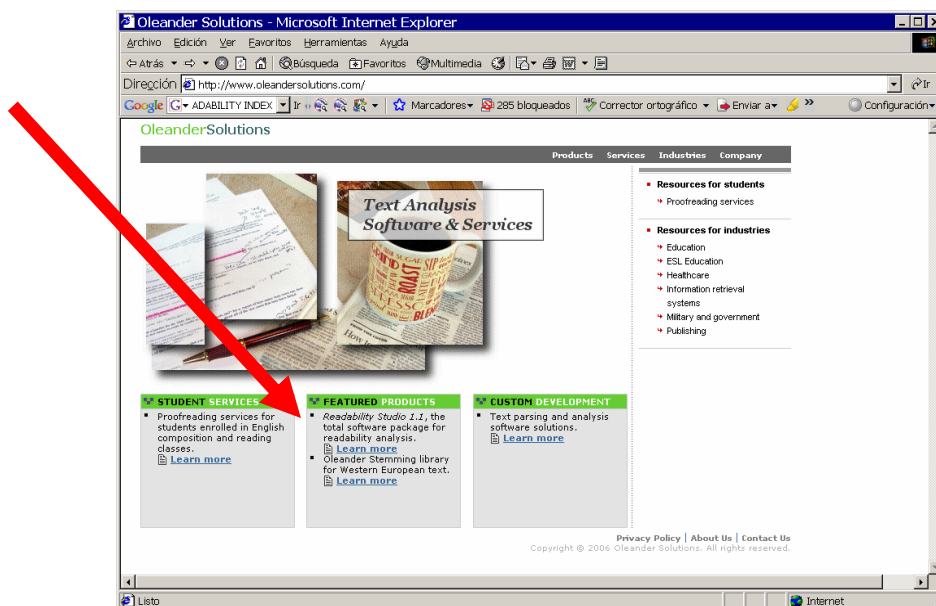 Oleander Solutions - Microsoft Internet Explorer
Archivo Edición Ver Favoritos Herramientas Ayuda
Atrás Búsqueda Favoritos Multimedia
Dirección http://www.oleandersolutions.com/ Ir
Google G ADABILITY INDEX Ir Marcadores 285 bloqueados ABC Corrector ortográfico Enviar a » Configuración
OleanderSolutions
Products Services Industries Company
Text Analysis
Software & Services
Resources for students
Proofreading services
Resources for industries
Education
ESL Education
Healthcare
Information retrieval
systems
Military and government
Publishing
STUDENT SERVICES
Proofreading services for
students enrolled in English
composition and reading
classes.
Learn more
FEATURED PRODUCTS
Readability Studio 1.1, the
total software package for
readability analysis.
Learn more
Oleander Stemming library
for Western European text.
Learn more
CUSTOM DEVELOPMENT
Text parsing and analysis
software solutions.
Learn more
Privacy Policy | About Us | Contact Us
Copyright © 2006 Oleander Solutions. All rights reserved.
Listo Internet